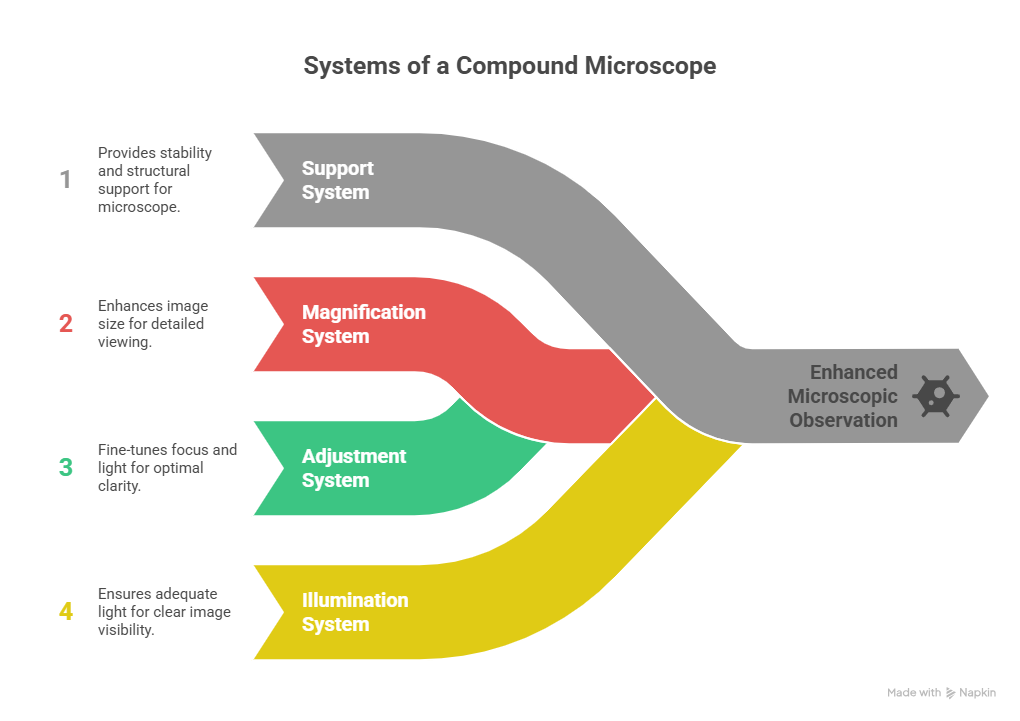 Systems of a Compound Microscope
1
Provides stability
and structural
support for
microscope.
Support
System
2
Enhances image
size for detailed
viewing.
Magnification
System
3
Fine-tunes focus and
light for optimal
clarity.
Adjustment
System
4
Ensures adequate
light for clear image
visibility.
Illumination
System
Enhanced
Microscopic
Observation
Made with Napkin